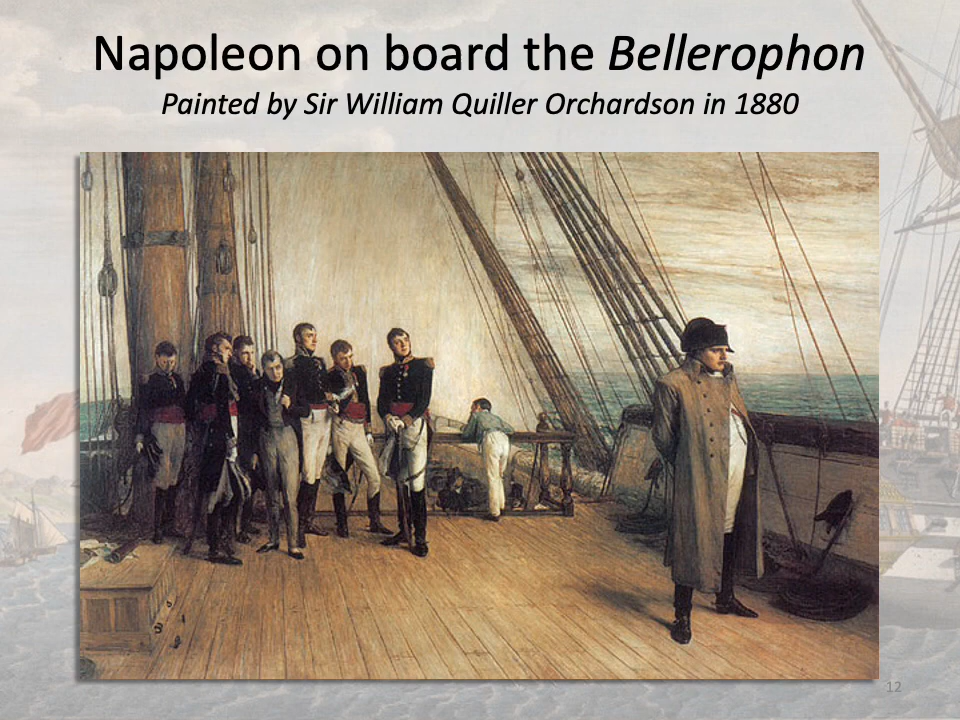 Napoleon on board the Bellerophon
Painted by Sir William Quiller Orchardson in 1880
12